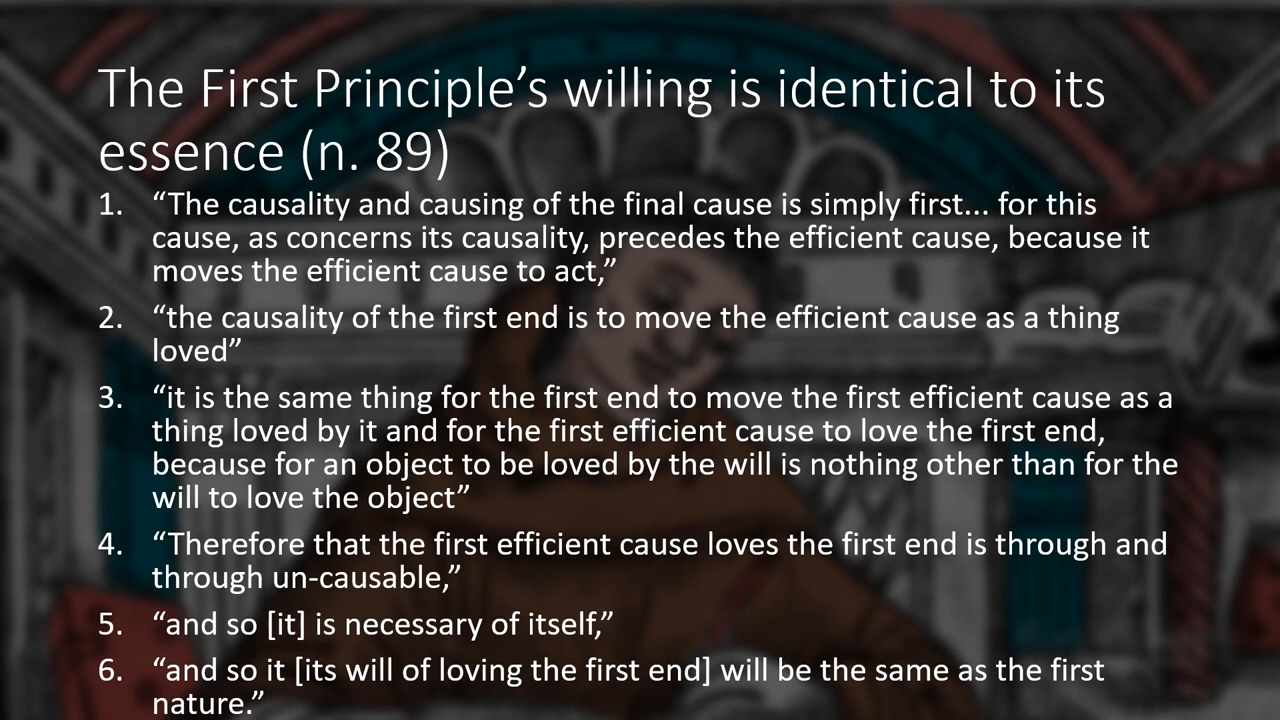 The First Principle’s willing is identical to its
essence (n. 89)
1. “The causality and causing of the final cause is simply first... for this
cause, as concerns its causality, precedes the efficient cause, because it
moves the efficient cause to act,”
2. “the causality of the first end is to move the efficient cause as a thing
loved”
3. “it is the same thing for the first end to move the first efficient cause as a
thing loved by it and for the first efficient cause to love the first end,
because for an object to be loved by the will is nothing other than for the
will to love the object”
4. “Therefore that the first efficient cause loves the first end is through and
through un-causable,”
5. “and so [it] is necessary of itself,”
6. “and so it [its will of loving the first end] will be the same as the first
nature.”